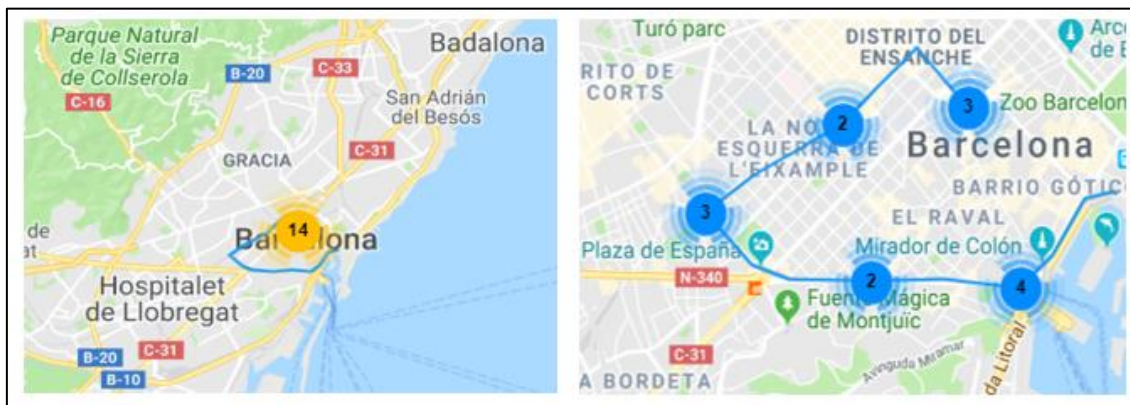 Parque Natural
de la Sierra
de Collserola
Badalona
B-20
C-33
C-16
San Adrián
del Besós
C-31
GRACIA
14
Barcelona
de
at
Hospitalet
de Llobregat
C-31
B-20
B-10
Turó parc
DISTRITO DEL
ENSANCHE
Arc
de
RITO DE
CORTS
3
Zoo Barcelon
2
LA NO
ESQUERRA DE
L'EIXAMPLE
Barcelona
BARRIO GÓTIC
3
EL RAVAL
Plaza de España
Mirador de Colón
N-340
2
4
Fuente Mágica
de Montjuïc
C-31
Avinguda Miramar
da Litoral
A BORDETA